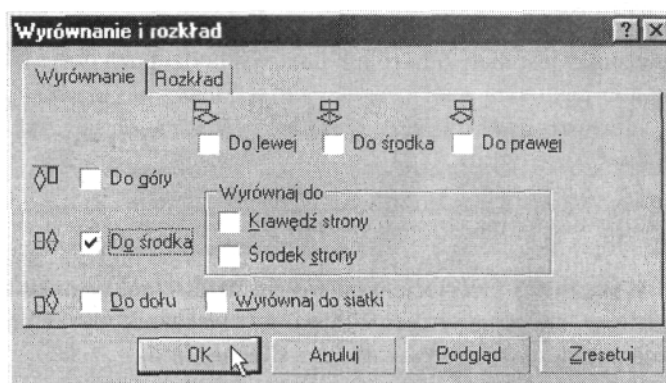 Wyrównanie i rozkład
Wyrównanie Rozkład
Do lewej Do środka Do prawej
Do góry
Wyrównaj do
Krawędź strony
Do środka
Środek strony
Do dołu Wyrównaj do siatki
OK Anuluj Podgląd Zresetuj